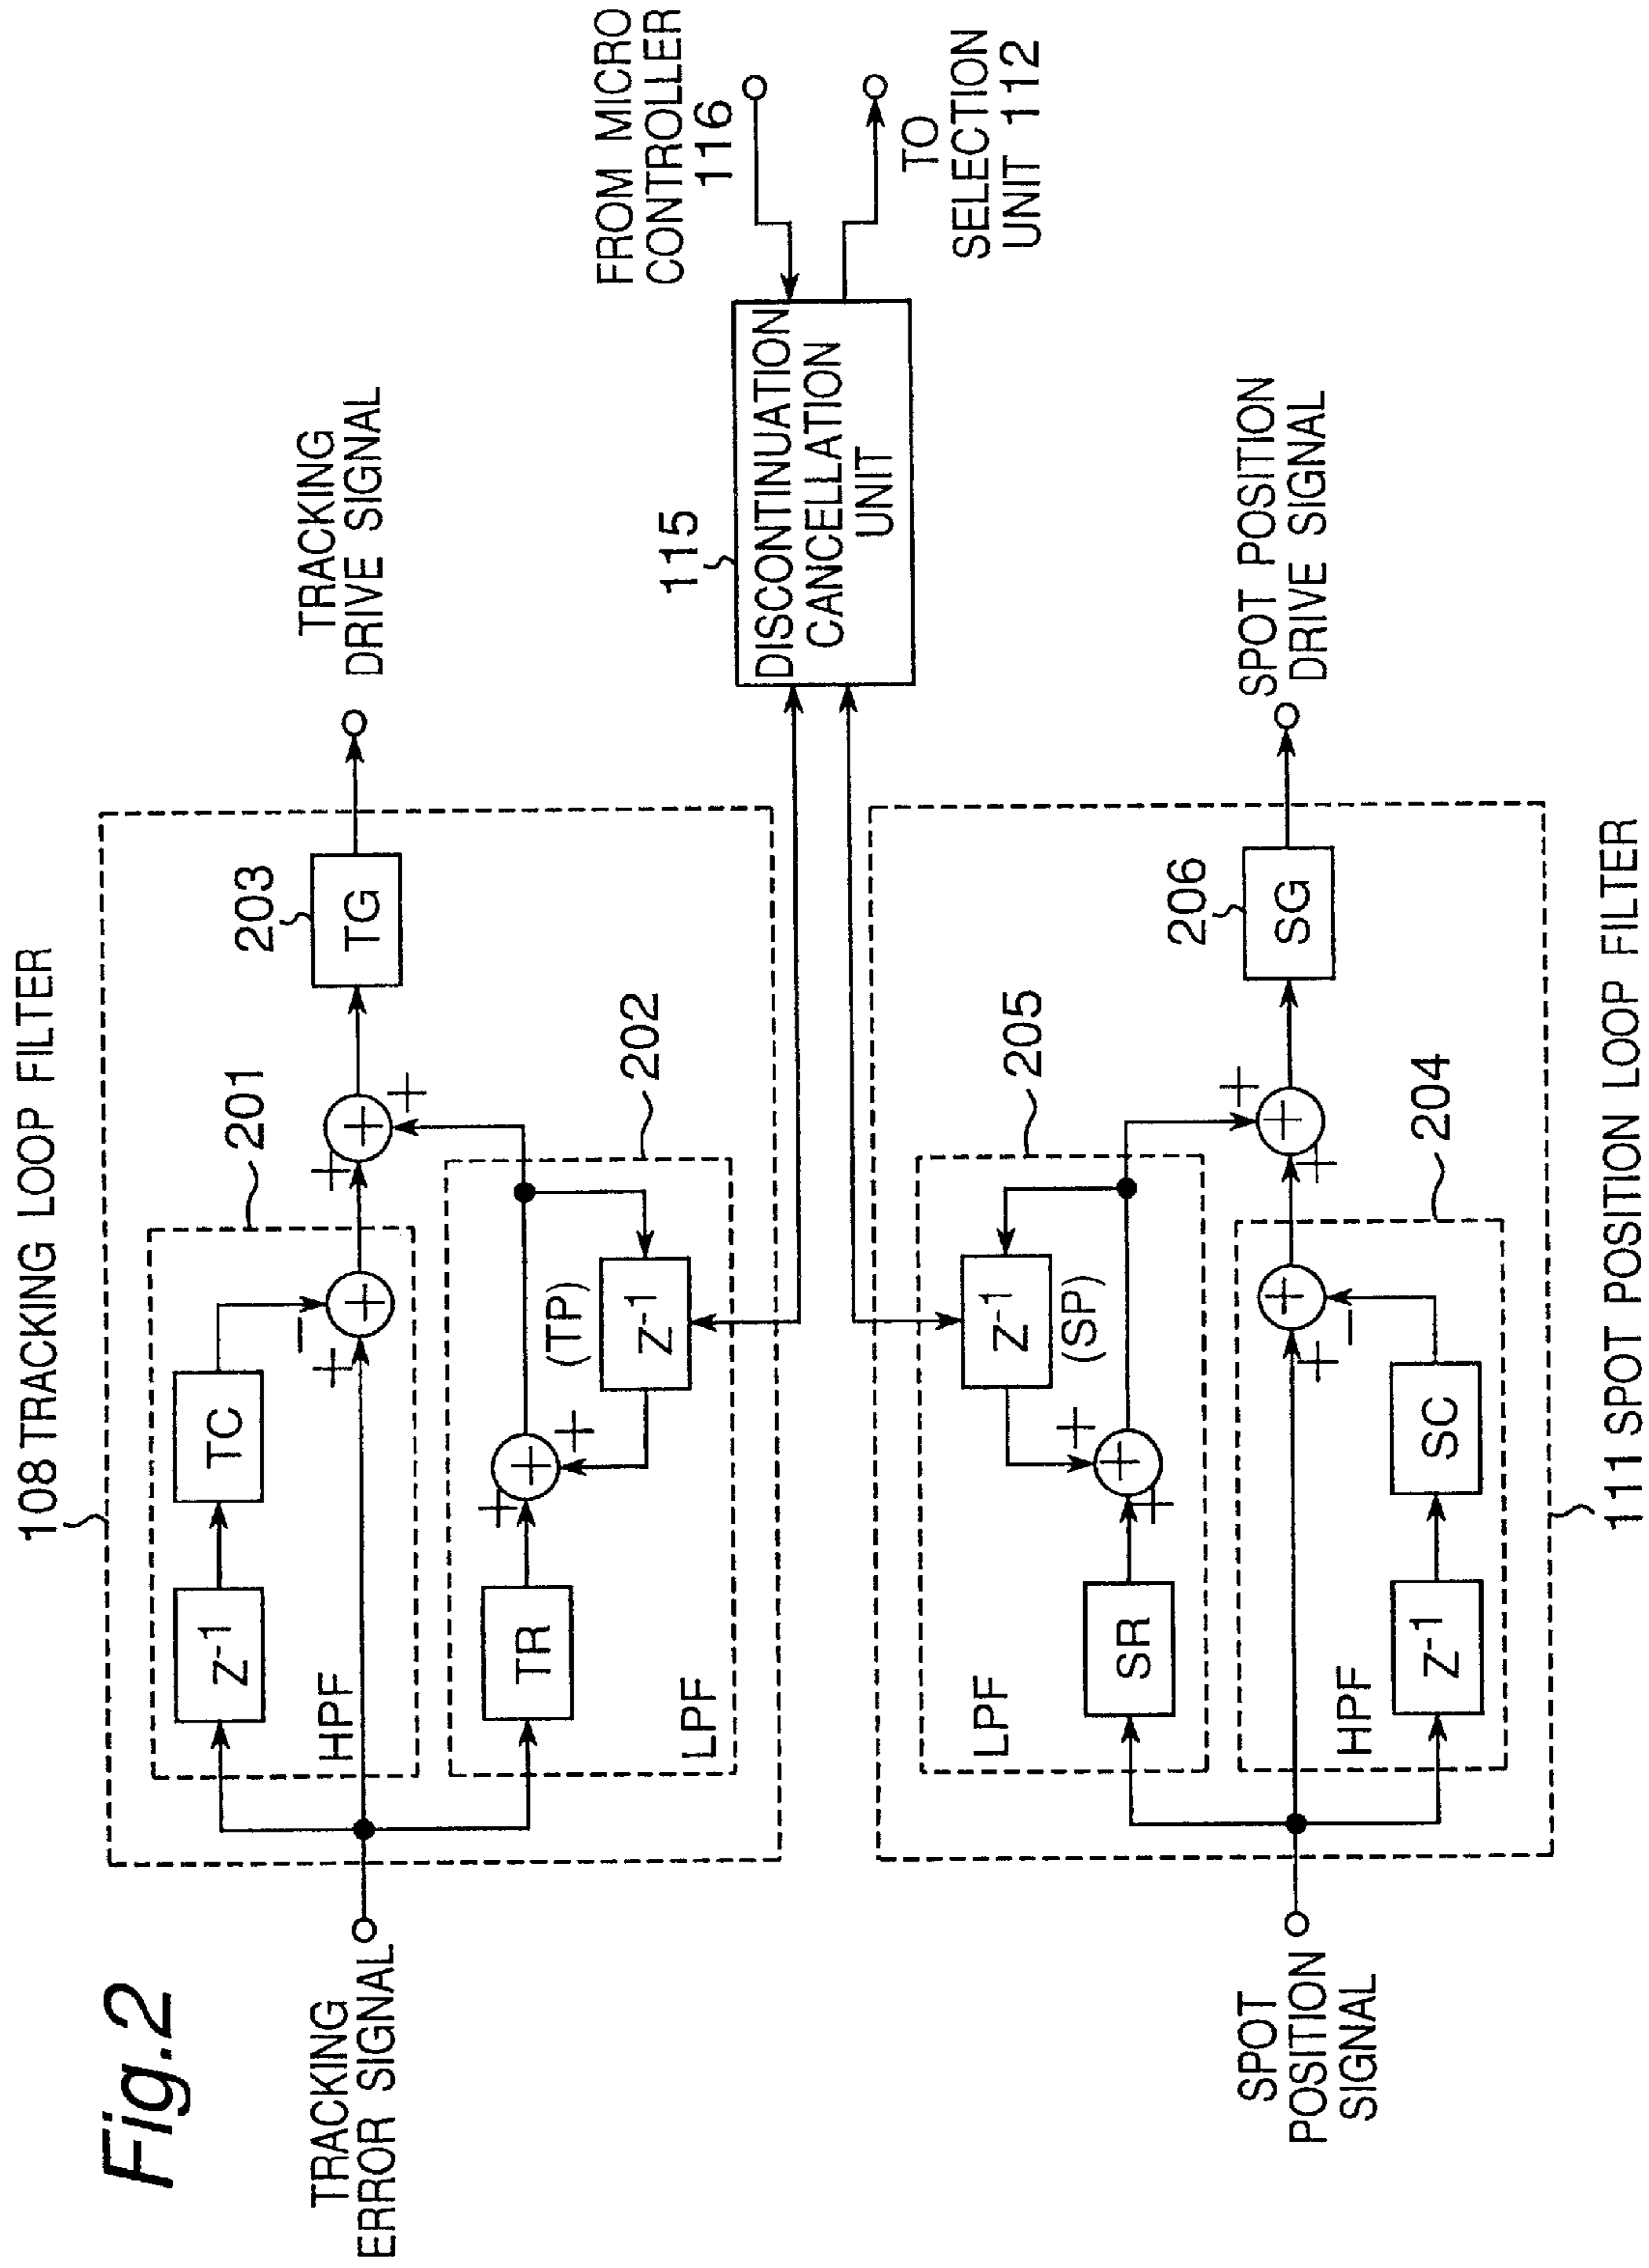 Fig.2
108 TRACKING LOOP FILTER
201
203
TRACKING
DRIVE SIGNAL
TRACKING
ERROR SIGNAL
Z-1
TC
HPF
+
−
+
+
+
+
TG
202
TR
+
+
+
(TP)
Z-1
LPF
115
DISCONTINUATION
CANCELLATION
UNIT
FROM MICRO
CONTROLLER
116
TO
SELECTION
UNIT 112
205
Z-1
(SP)
LPF
SR
+
+
+
206
SG
SPOT POSITION
DRIVE SIGNAL
+
+
+
SPOT
POSITION
SIGNAL
+
+
−
HPF
Z-1
SC
204
111 SPOT POSITION LOOP FILTER